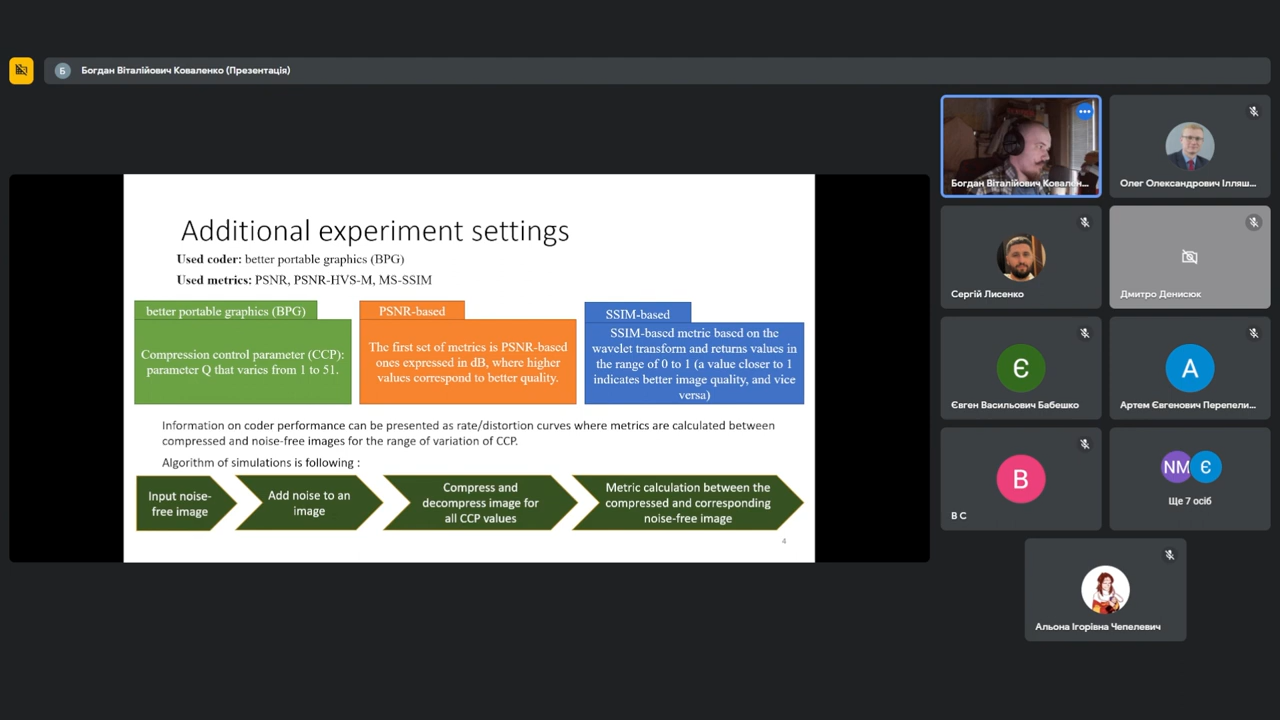 Б
Богдан Віталійович Коваленко (Презентація)
Additional experiment settings
Used coder: better portable graphics (BPG)
Used metrics: PSNR, PSNR-HVS-M, MS-SSIM
better portable graphics (BPG)
Compression control parameter (CCP):
parameter Q that varies from 1 to 51.
PSNR-based
The first set of metrics is PSNR-based
ones expressed in dB, where higher
values correspond to better quality.
SSIM-based
SSIM-based metric based on the
wavelet transform and returns values in
the range of 0 to 1 (a value closer to 1
indicates better image quality, and vice
versa)
Information on coder performance can be presented as rate/distortion curves where metrics are calculated between
compressed and noise-free images for the range of variation of CCP.
Algorithm of simulations is following :
Input noise-
free image
Add noise to an
image
Compress and
decompress image for
all CCP values
Metric calculation between the
compressed and corresponding
noise-free image
4
Богдан Віталійович Ковален...
Олег Олександрович Ілляш...
Сергій Лисенко
Дмитро Денисюк
Є
Євген Васильович Бабешко
А
Артем Євгенович Перепели...
В
В С
NM
Є
Ще 7 осіб
Альона Ігорівна Чепелевич